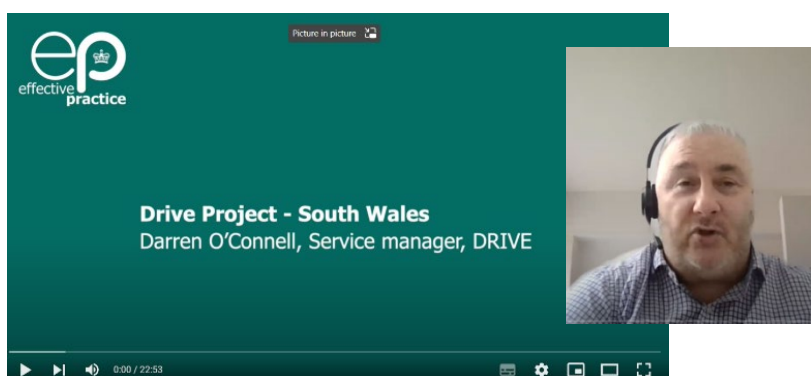 Picture in picture
ep
effective
practice
Drive Project - South Wales
Darren O’Connell, Service manager, DRIVE
0:00 / 22:53